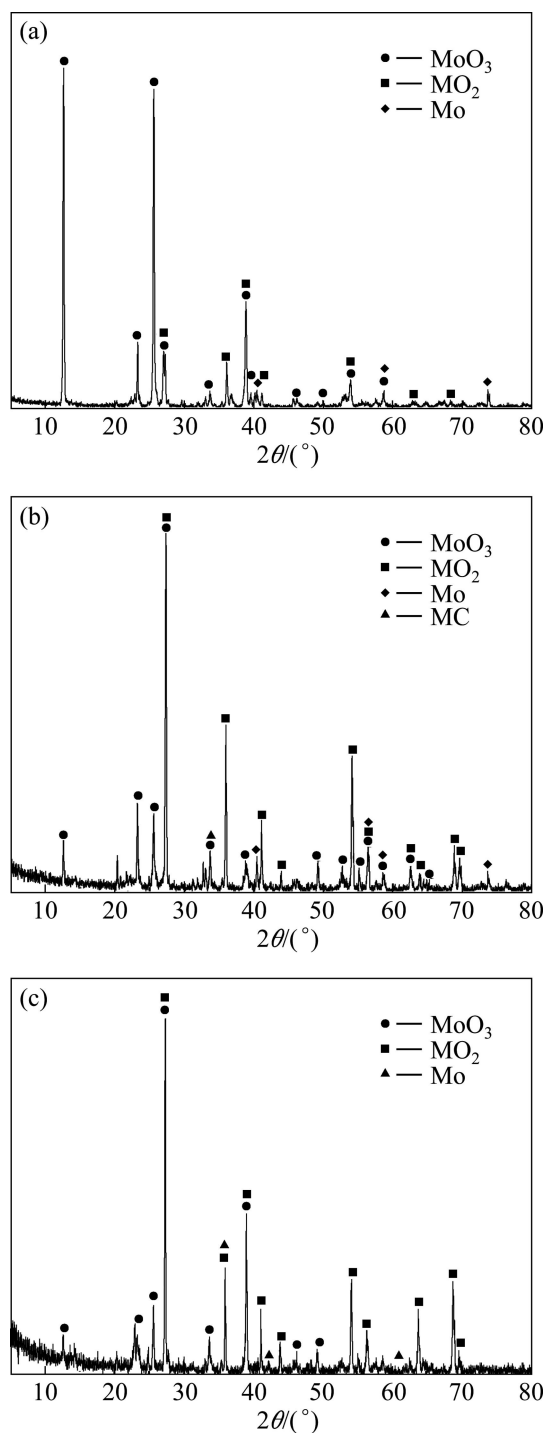 (a)
● — MoO₃
■ — MO₂
◆ — Mo
10 20 30 40 50 60 70 80
2θ/(°)
(b)
● — MoO₃
■ — MO₂
◆ — Mo
▲ — MC
10 20 30 40 50 60 70 80
2θ/(°)
(c)
● — MoO₃
■ — MO₂
▲ — Mo
10 20 30 40 50 60 70 80
2θ/(°)